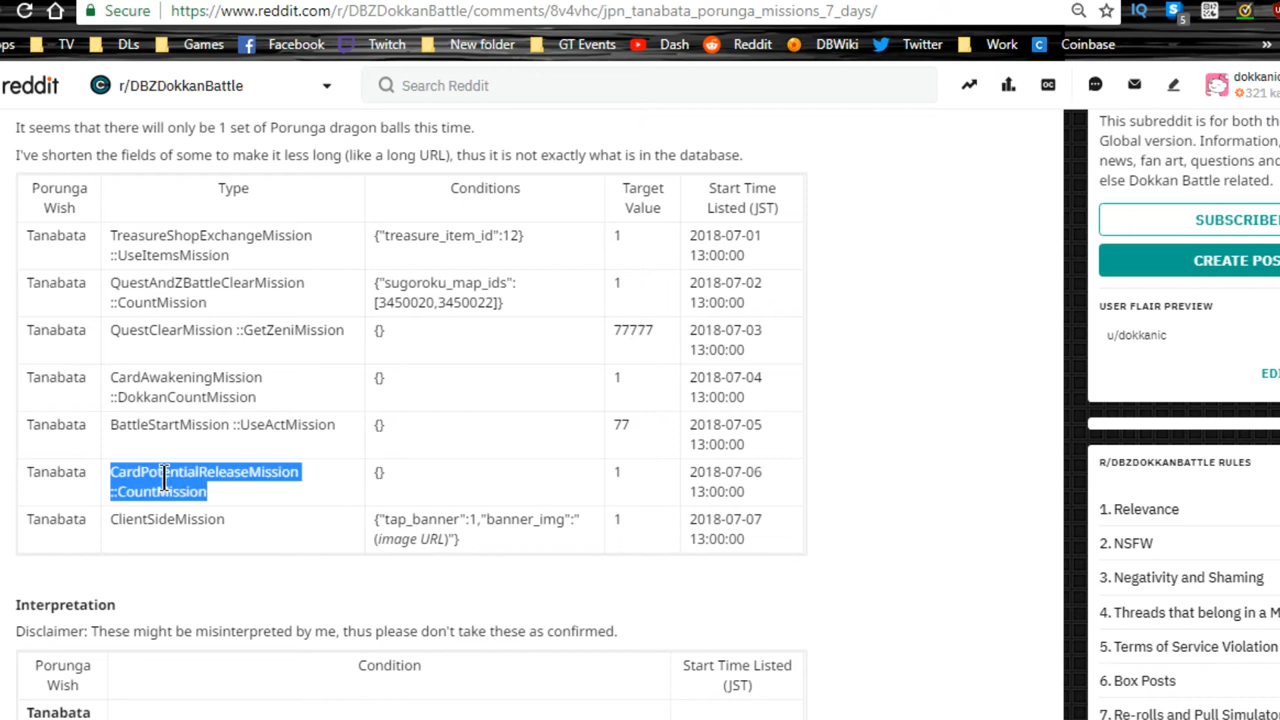 Secure https://www.reddit.com/r/DBZDokkanBattle/comments/8v4vhc/jpn_tanabata_porunga_missions_7_days/
TV DLs Games Facebook Twitch New folder GT Events Dash Reddit DBWiki Twitter Work Coinbase »
reddit r/DBZDokkanBattle Search Reddit dokkanic
321 ka
It seems that there will only be 1 set of Porunga dragon balls this time.
I've shorten the fields of some to make it less long (like a long URL), thus it is not exactly what is in the database.
Porunga Wish Type Conditions Target Value Start Time Listed (JST)
Tanabata TreasureShopExchangeMission {"treasure_item_id":12} 1 2018-07-01
::UseItemsMission 13:00:00
Tanabata QuestAndZBattleClearMission {"sugoroku_map_ids": 1 2018-07-02
::CountMission [3450020,3450022]} 13:00:00
Tanabata QuestClearMission ::GetZeniMission {} 77777 2018-07-03
13:00:00
Tanabata CardAwakeningMission {} 1 2018-07-04
::DokkanCountMission 13:00:00
Tanabata BattleStartMission ::UseActMission {} 77 2018-07-05
13:00:00
Tanabata CardPotentialReleaseMission {} 1 2018-07-06
::CountMission 13:00:00
Tanabata ClientSideMission {"tap_banner":1,"banner_img":" 1 2018-07-07
(Image URL)"} 13:00:00
Interpretation
Disclaimer: These might be misinterpreted by me, thus please don't take these as confirmed.
Porunga Wish Condition Start Time Listed (JST)
Tanabata
This subreddit is for both th
Global version. Information,
news, fan art, questions and
else Dokkan Battle related.
SUBSCRIBE
CREATE POS
USER FLAIR PREVIEW
u/dokkanic
EDI
R/DBZDOKKANBATTLE RULES
1. Relevance
2. NSFW
3. Negativity and Shaming
4. Threads that belong in a M
5. Terms of Service Violation
6. Box Posts
7. Re-rolls and Pull Simulator